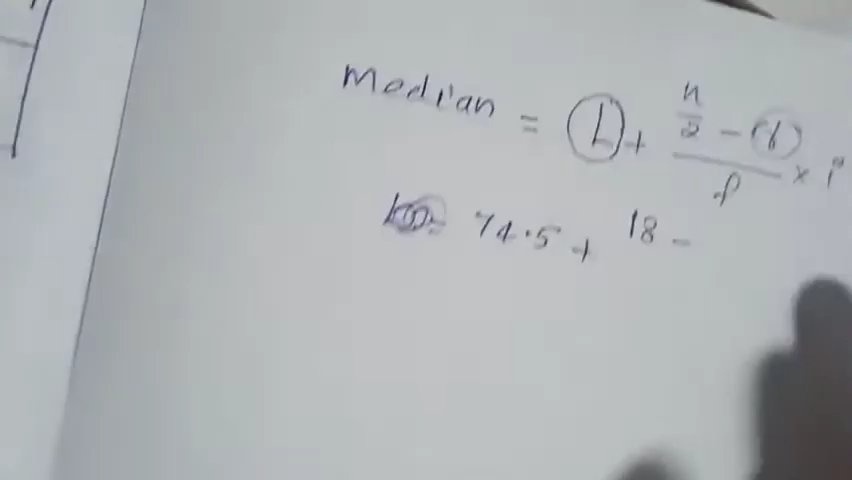 Median = L + n/2 - cf / f × i
74.5 + 18 -